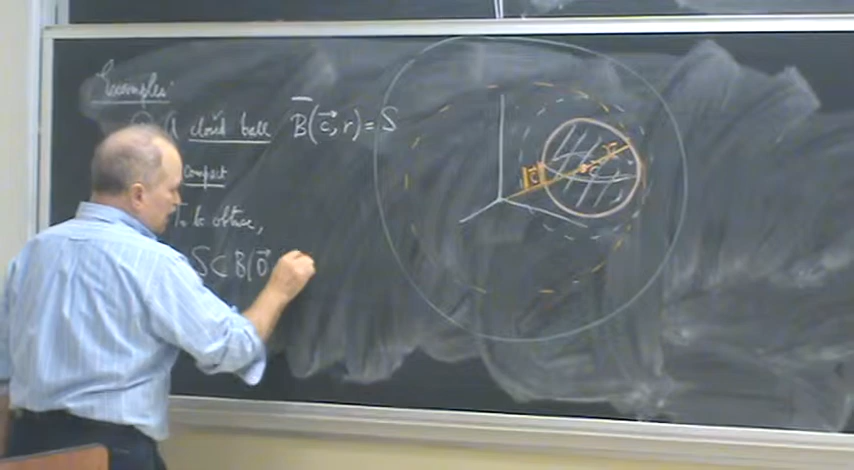 Examples:
A closed ball B̅(c⃗, r) = S
compact
To be obtuse,
S ⊂ B(0⃗
‖c⃗‖ c⃗ r